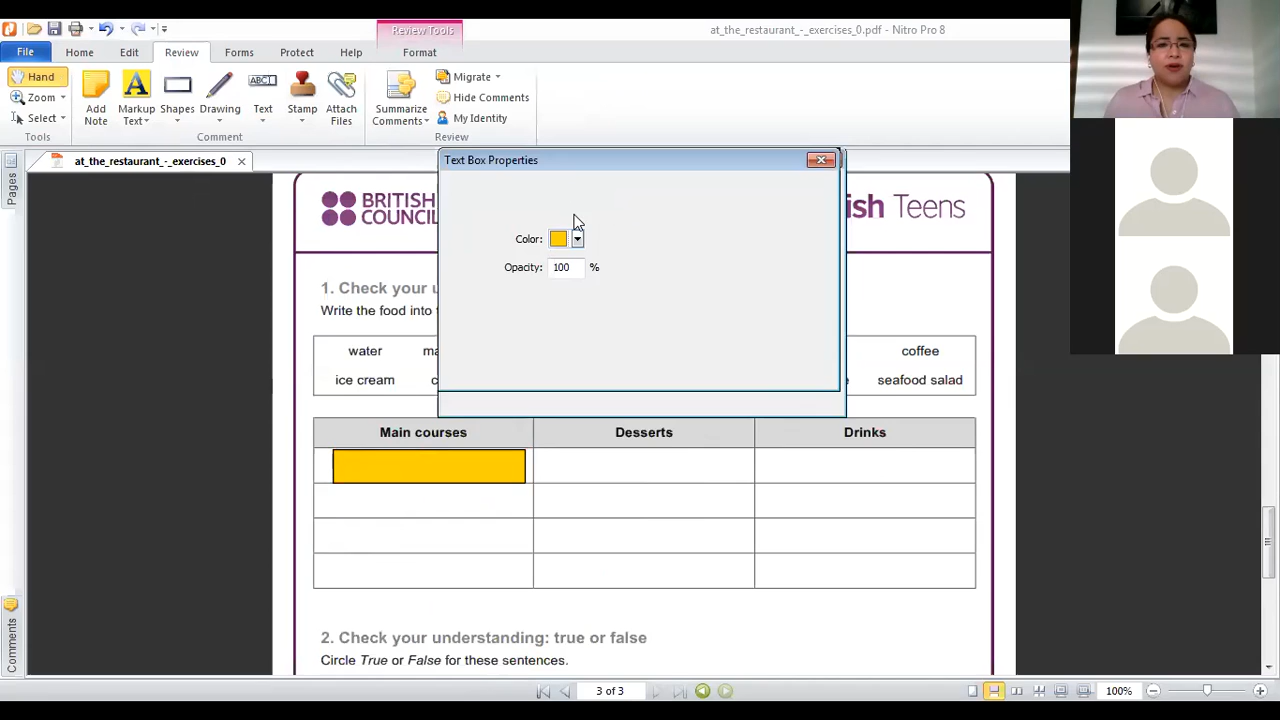 Review Tools
at_the_restaurant_-_exercises_0.pdf - Nitro Pro 8
File Home Edit Review Forms Protect Help Format
Hand
Zoom
Select
Tools
Add Note
Markup Text
Shapes
Drawing
Text
Stamp
Attach Files
Comment
Summarize Comments
Migrate
Hide Comments
My Identity
Review
at_the_restaurant_-_exercises_0
Pages
Text Box Properties
BRITISH
COUNCIL
ish Teens
Color:
Opacity: 100 %
1. Check your u
Write the food into
water coffee
ice cream seafood salad
Main courses Desserts Drinks
2. Check your understanding: true or false
Circle True or False for these sentences.
Comments
3 of 3
100%